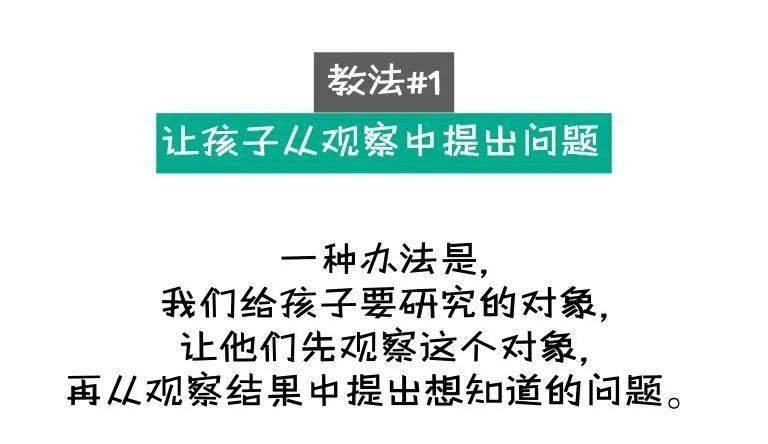 教法#1
让孩子从观察中提出问题
一种办法是,
我们给孩子要研究的对象,
让他们先观察这个对象,
再从观察结果中提出想知道的问题。